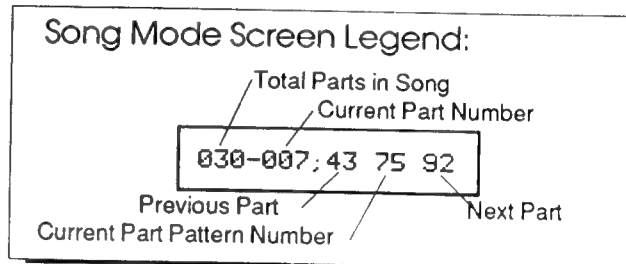 Song Mode Screen Legend:
Total Parts in Song
Current Part Number
030-007;43 75 92
Previous Part
Next Part
Current Part Pattern Number